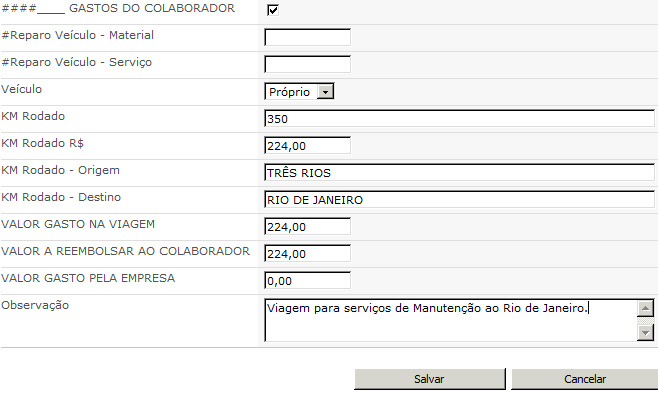 ####____ GASTOS DO COLABORADOR
#Reparo Veículo - Material
#Reparo Veículo - Serviço
Veículo Próprio
KM Rodado 350
KM Rodado R$ 224,00
KM Rodado - Origem TRÊS RIOS
KM Rodado - Destino RIO DE JANEIRO
VALOR GASTO NA VIAGEM 224,00
VALOR A REEMBOLSAR AO COLABORADOR 224,00
VALOR GASTO PELA EMPRESA 0,00
Observação Viagem para serviços de Manutenção ao Rio de Janeiro.
Salvar Cancelar